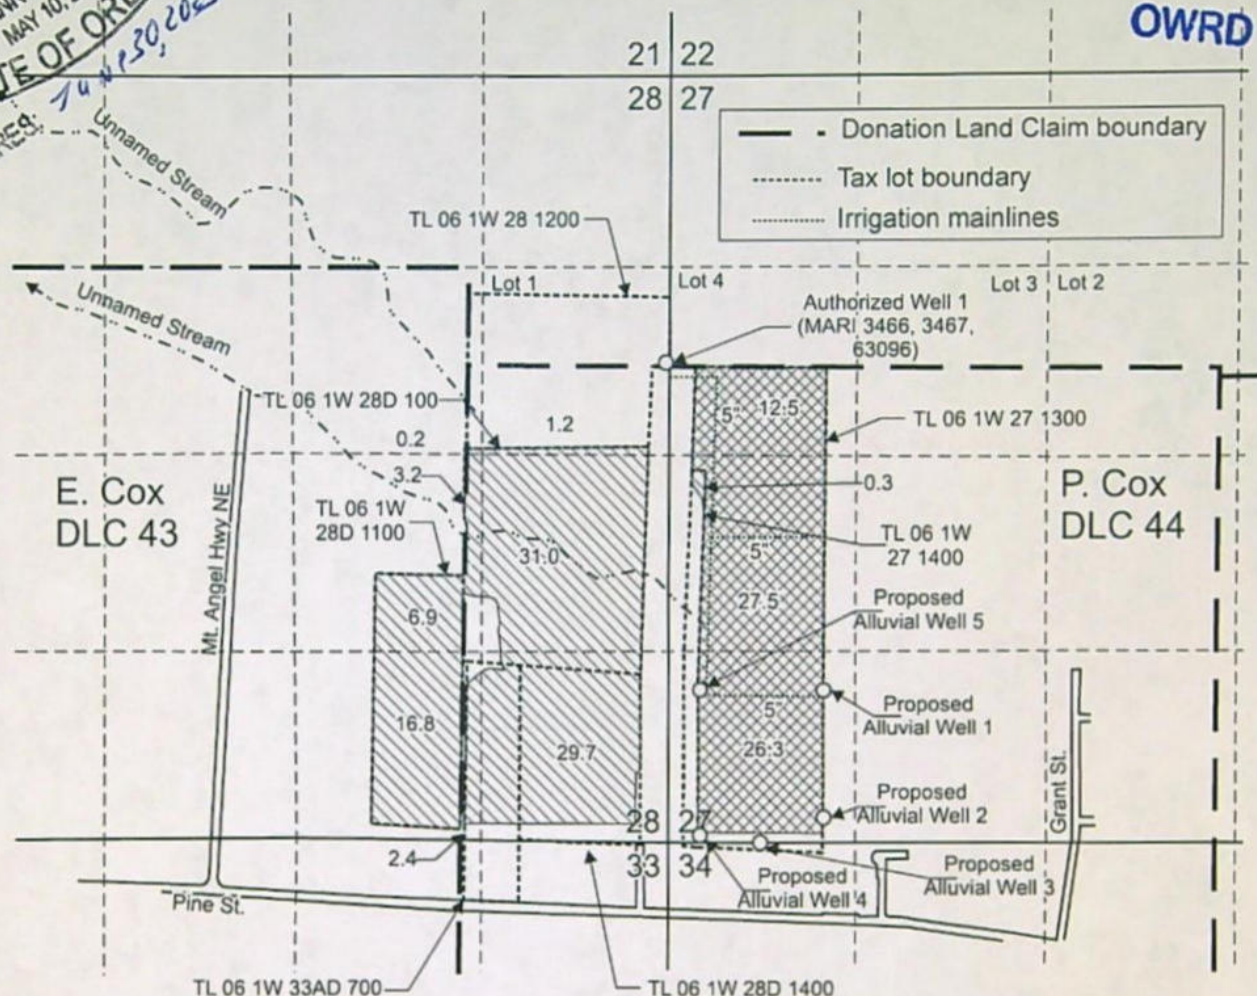 MAY 10,
OWRD
21 22
28 27
Donation Land Claim boundary
Tax lot boundary
Irrigation mainlines
Unnamed Stream
TL 06 1W 28 1200
Lot 1
Lot 4
Lot 3
Lot 2
Unnamed Stream
Authorized Well 1
(MARI 3466, 3467,
63096)
TL 06 1W 28D 100
1.2
5"
12.5
TL 06 1W 27 1300
0.2
3.2
0.3
E. Cox
DLC 43
P. Cox
DLC 44
TL 06 1W
28D 1100
TL 06 1W
27 1400
Mt. Angel Hwy NE
31.0
5"
27.5
6.9
Proposed
Alluvial Well 5
16.8
29.7
5"
26.3
Proposed
Alluvial Well 1
Grant St.
Proposed
Alluvial Well 2
28 27
33 34
2.4
Proposed
Alluvial Well 4
Proposed
Alluvial Well 3
Pine St.
TL 06 1W 33AD 700
TL 06 1W 28D 1400